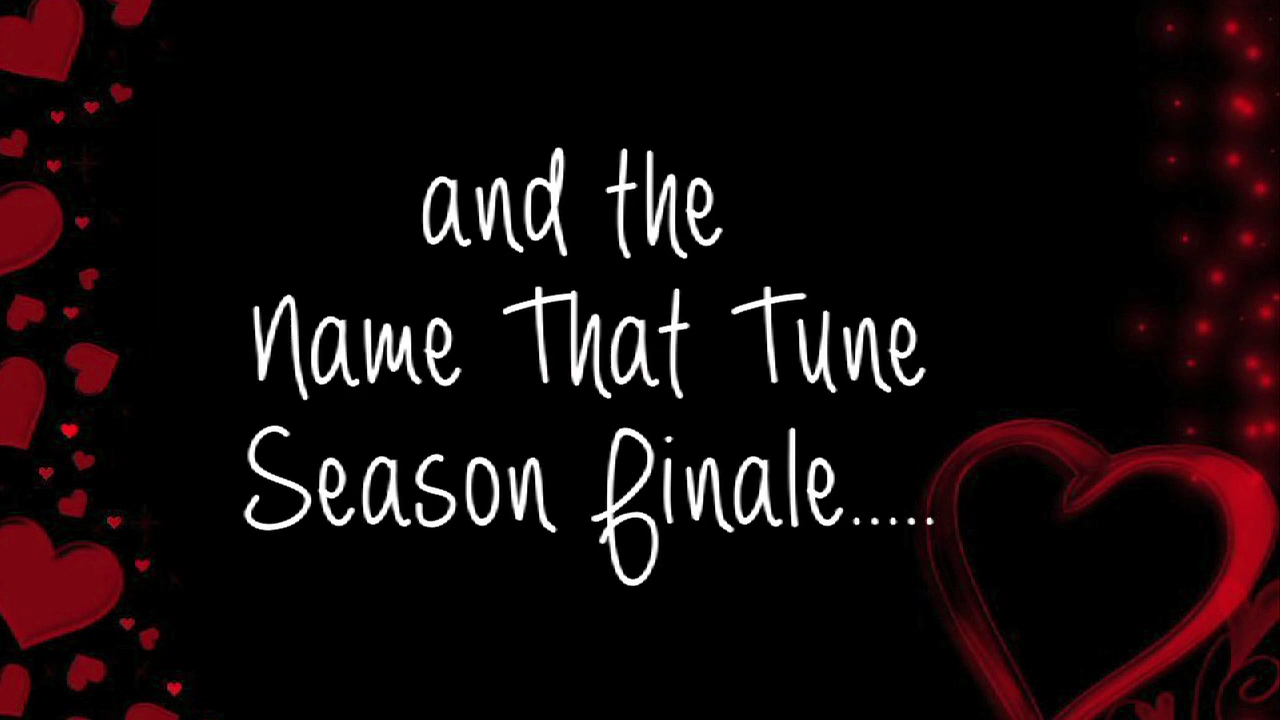 and the
Name That Tune
Season finale.....